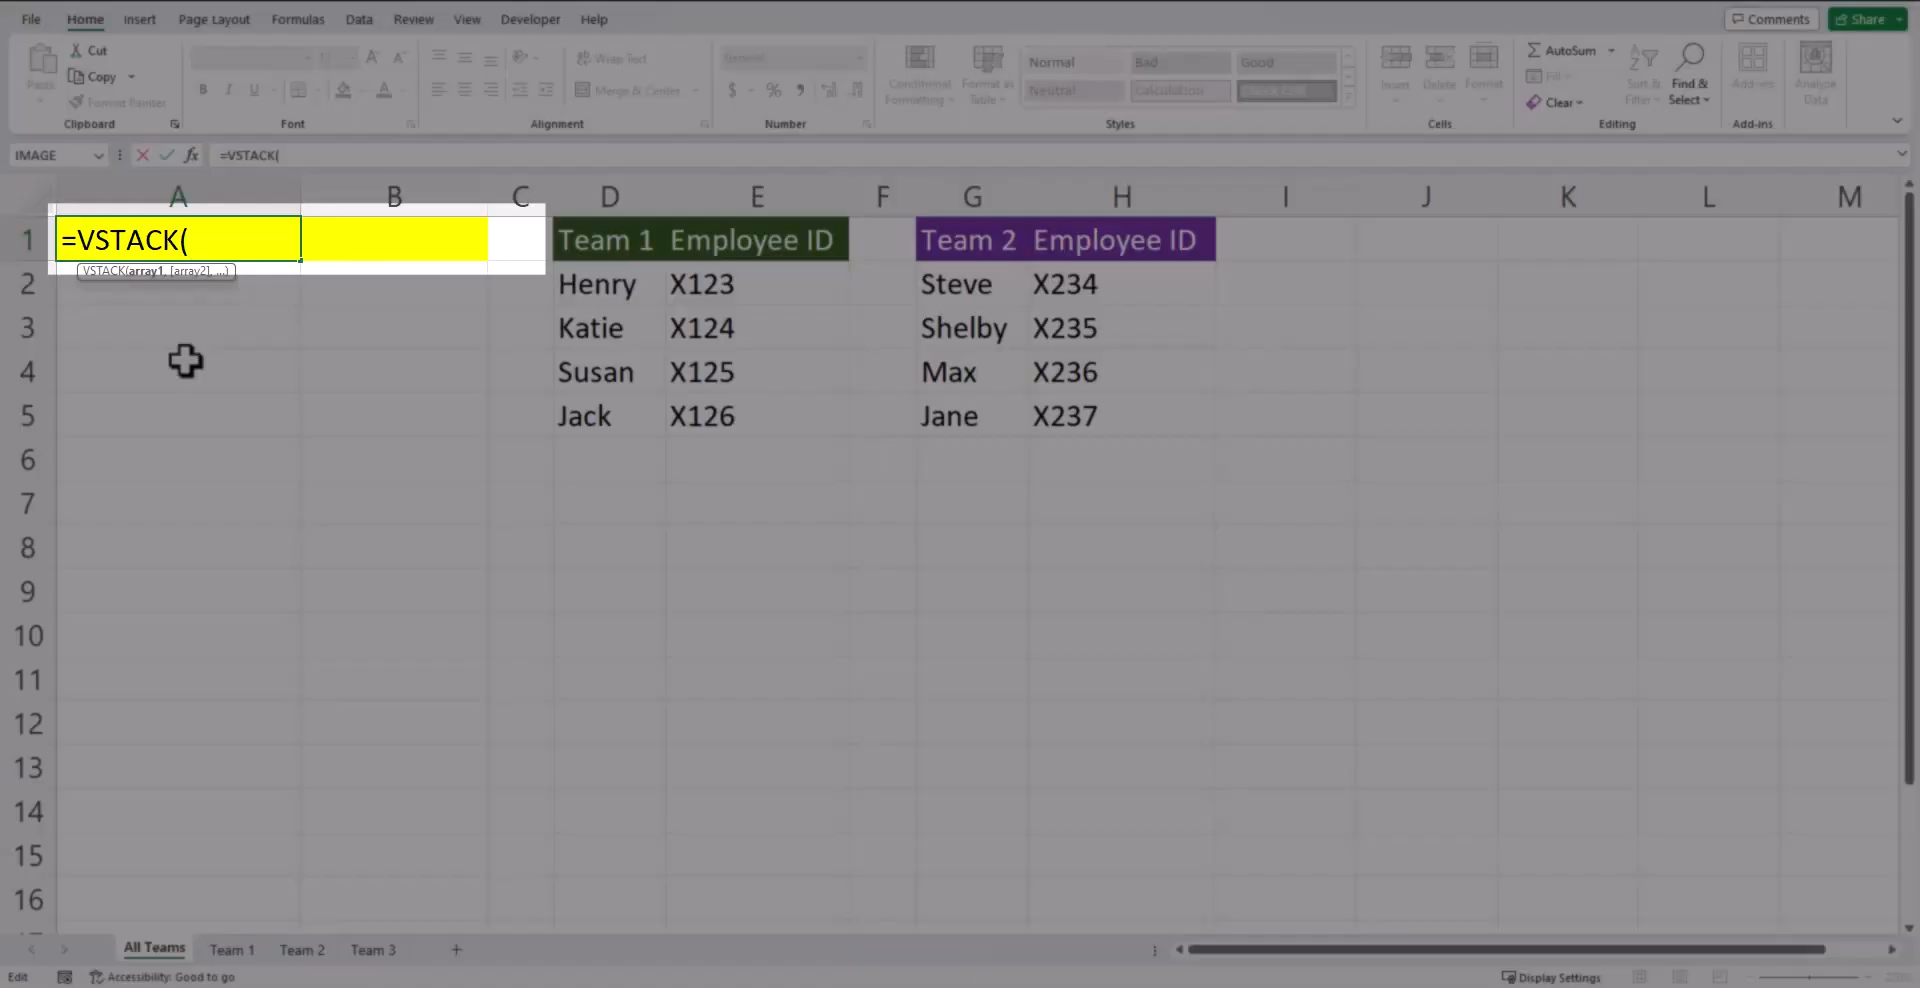 File Home Insert Page Layout Formulas Data Review View Developer Help Comments Share
Cut
Copy
Format Painter
Paste
Clipboard
B I U
Font
Wrap Text
Merge & Center
Alignment
General
$ % 9
Number
Conditional Formatting
Format as Table
Normal Bad Good
Neutral Calculation
Styles
Insert Delete Format
Cells
AutoSum
Fill
Clear
Sort & Filter
Find & Select
Editing
Add-ins
Add-ins
Analyze Data
IMAGE fx =VSTACK(
A B C D E F G H I J K L M
1 =VSTACK( Team 1 Employee ID Team 2 Employee ID
VSTACK(array1, [array2], ...)
2 Henry X123 Steve X234
3 Katie X124 Shelby X235
4 Susan X125 Max X236
5 Jack X126 Jane X237
6
7
8
9
10
11
12
13
14
15
16
All Teams Team 1 Team 2 Team 3 +
Edit Accessibility: Good to go Display Settings